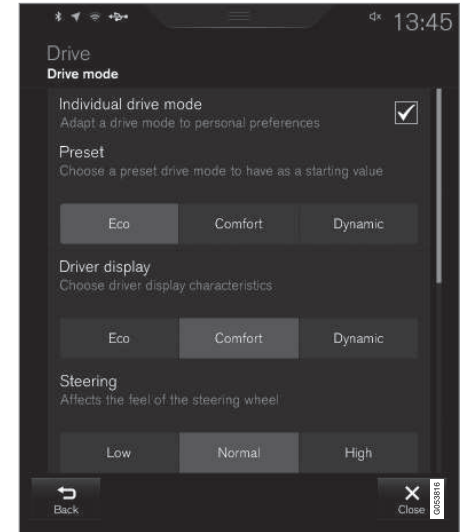 13:45
Drive
Drive mode
Individual drive mode
Adapt a drive mode to personal preferences
Preset
Choose a preset drive mode to have as a starting value
Eco Comfort Dynamic
Driver display
Choose driver display characteristics
Eco Comfort Dynamic
Steering
Affects the feel of the steering wheel
Low Normal High
Back Close
G053816